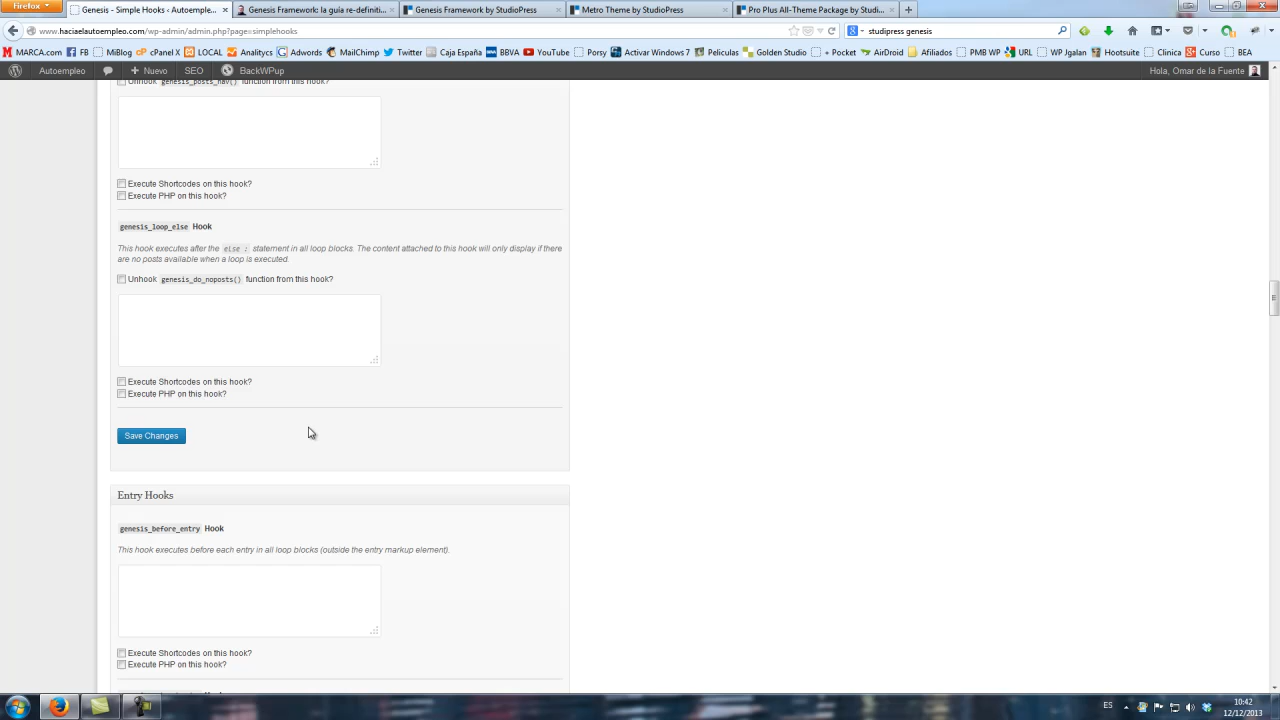 Firefox
Genesis - Simple Hooks ‹ Autoemple...
Genesis Framework: la guía re-definiti...
Genesis Framework by StudioPress
Metro Theme by StudioPress
Pro Plus All-Theme Package by Stud...
www.haciaelautoempleo.com/wp-admin/admin.php?page=simplehooks
studipress genesis
MARCA.com FB MiBlog cPanel X LOCAL Analitycs Adwords MailChimp Twitter Caja España BBVA YouTube Porsy Activar Windows 7 Peliculas Golden Studio + Pocket AirDroid Afiliados PMB WP URL WP Jgalan Hootsuite Clinica Curso BEA
Autoempleo Nuevo SEO BackWPup Hola, Omar de la Fuente
Unhook genesis_posts_nav() function from this hook?
Execute Shortcodes on this hook?
Execute PHP on this hook?
genesis_loop_else Hook
This hook executes after the else : statement in all loop blocks. The content attached to this hook will only display if there
are no posts available when a loop is executed.
Unhook genesis_do_noposts() function from this hook?
Execute Shortcodes on this hook?
Execute PHP on this hook?
Save Changes
Entry Hooks
genesis_before_entry Hook
This hook executes before each entry in all loop blocks (outside the entry markup element).
Execute Shortcodes on this hook?
Execute PHP on this hook?
ES
10:42
12/12/2013